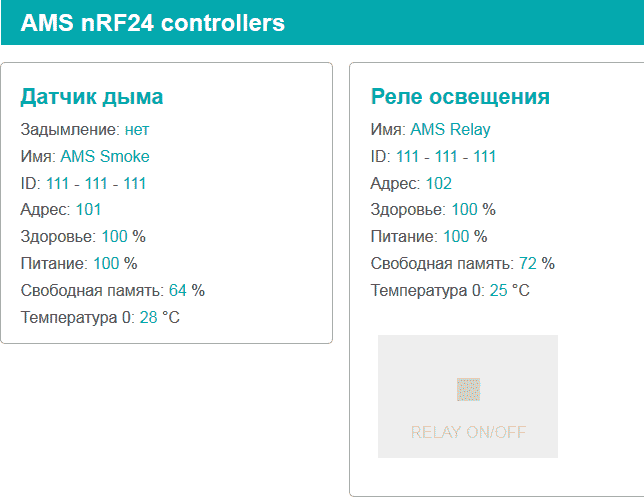 AMS nRF24 controllers
Датчик дыма
Задымление: нет
Имя: AMS Smoke
ID: 111 - 111 - 111
Адрес: 101
Здоровье: 100 %
Питание: 100 %
Свободная память: 64 %
Температура 0: 28 °C
Реле освещения
Имя: AMS Relay
ID: 111 - 111 - 111
Адрес: 102
Здоровье: 100 %
Питание: 100 %
Свободная память: 72 %
Температура 0: 25 °C
RELAY ON/OFF